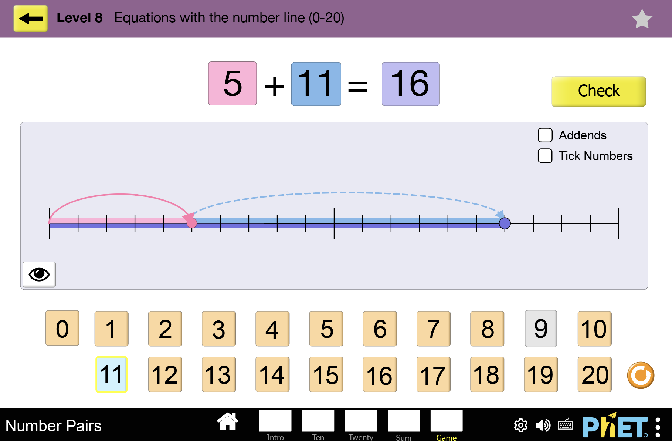 Level 8 Equations with the number line (0-20)
5 + 11 = 16
Check
Addends
Tick Numbers
0 1 2 3 4 5 6 7 8 9 10
11 12 13 14 15 16 17 18 19 20
Number Pairs
Intro Ten Twenty Sum Game
PhET